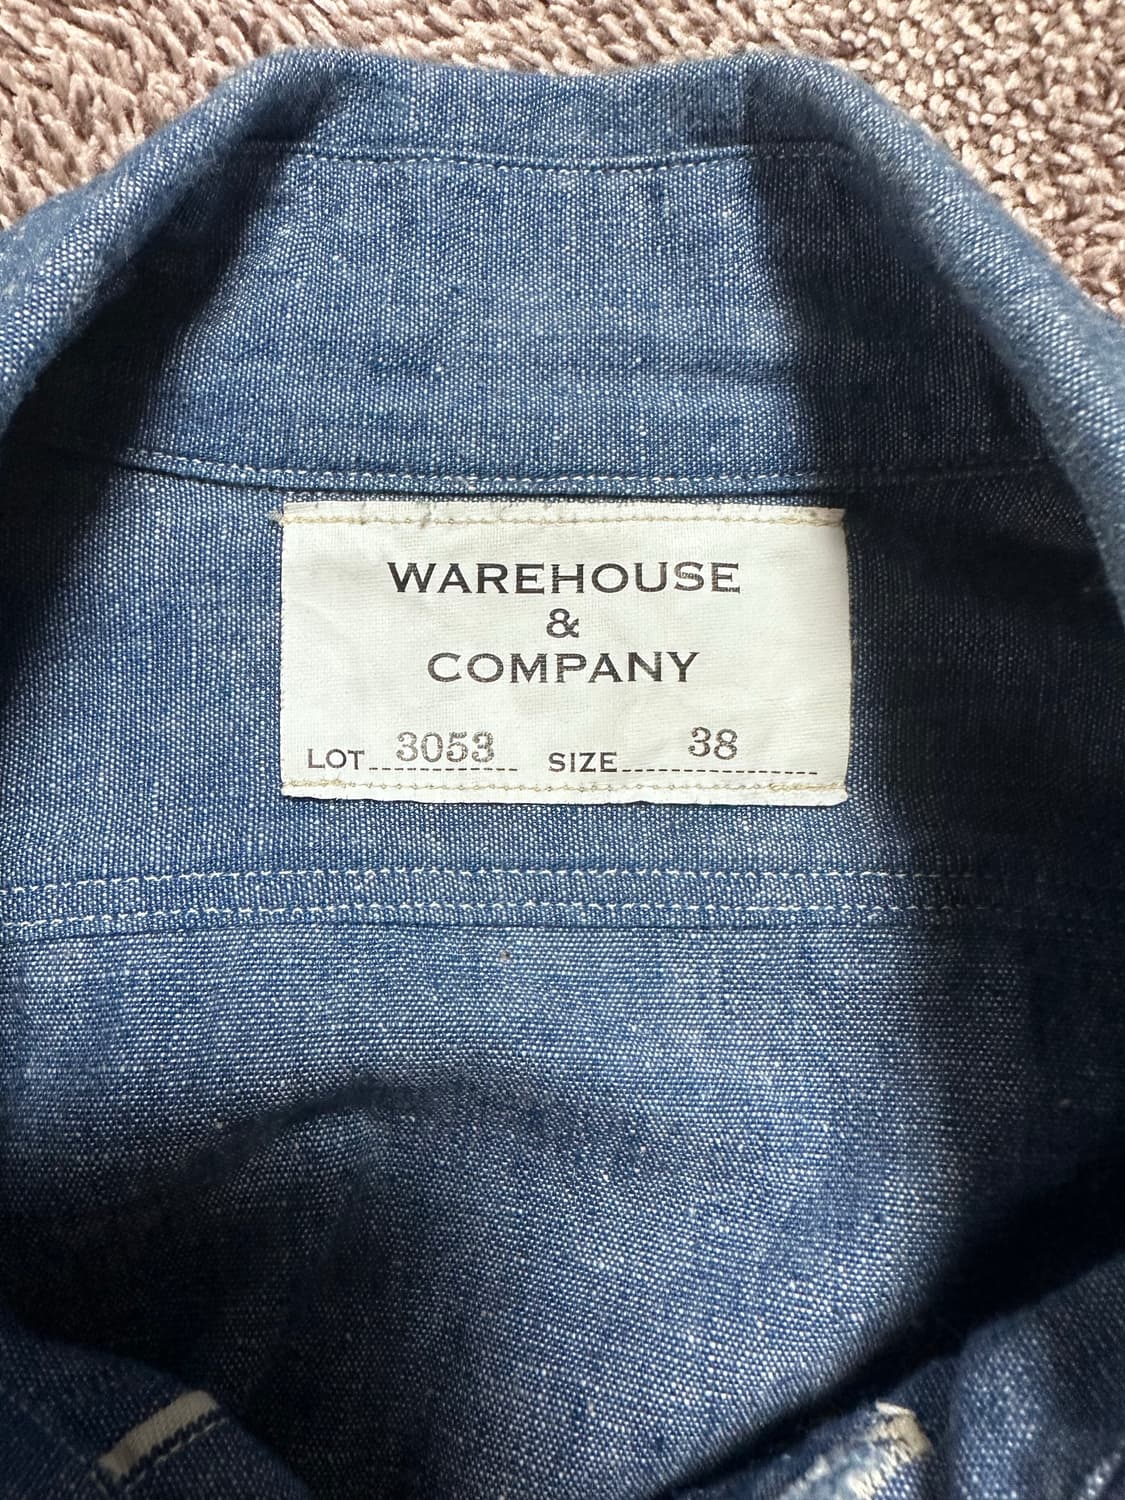 WAREHOUSE
&
COMPANY
LOT 3053 SIZE 38